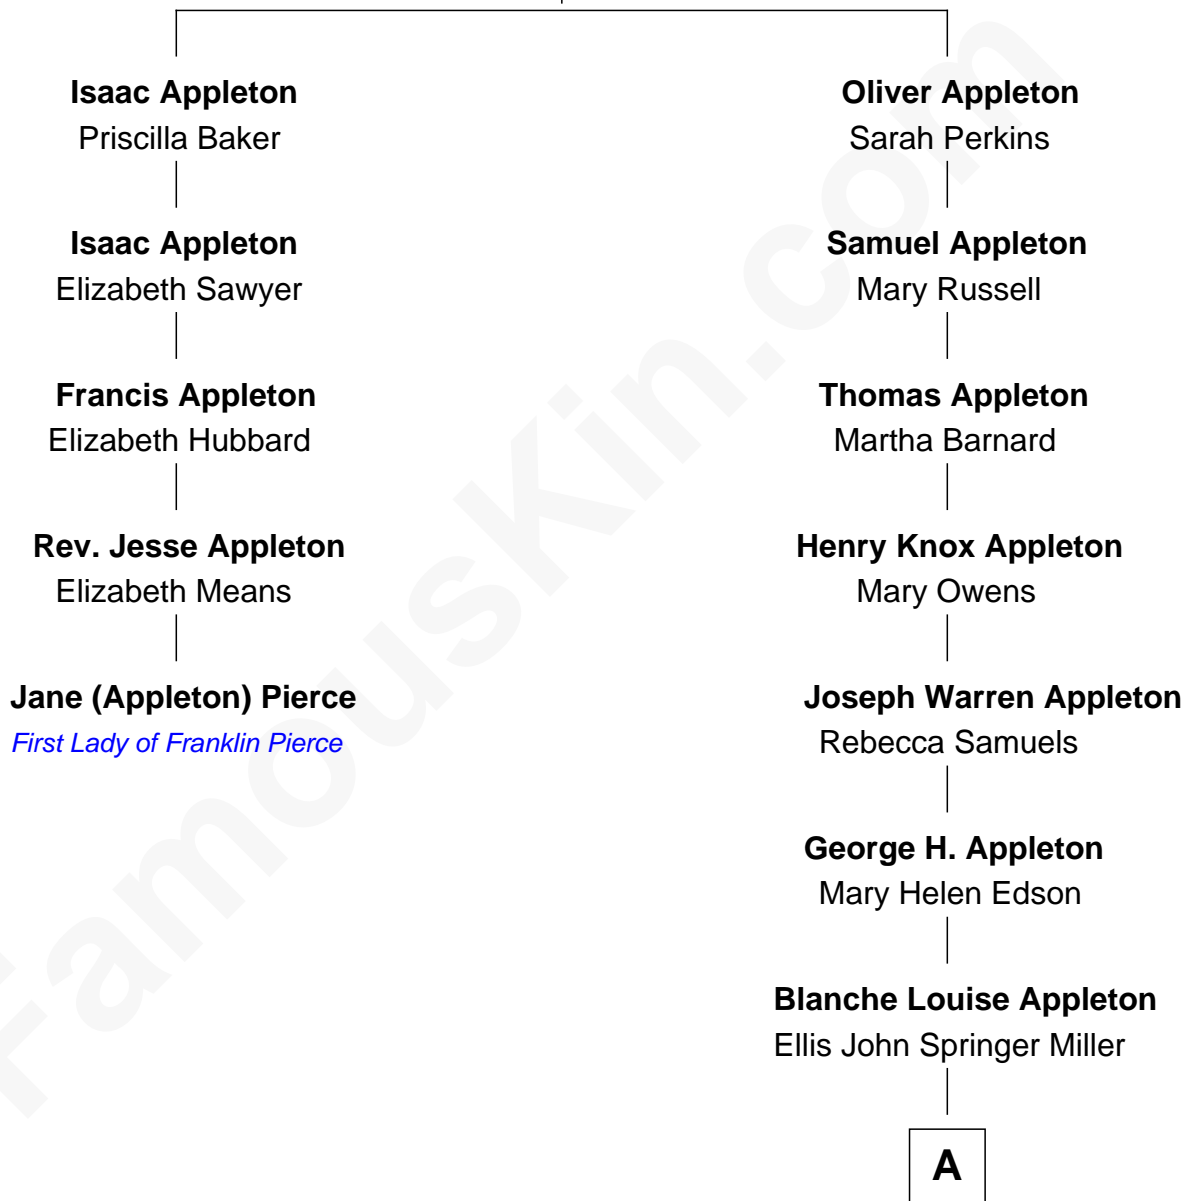 Isaac Appleton
Priscilla Baker
Oliver Appleton
Sarah Perkins
Isaac Appleton
Elizabeth Sawyer
Samuel Appleton
Mary Russell
Francis Appleton
Elizabeth Hubbard
Thomas Appleton
Martha Barnard
Rev. Jesse Appleton
Elizabeth Means
Henry Knox Appleton
Mary Owens
Jane (Appleton) Pierce
First Lady of Franklin Pierce
Joseph Warren Appleton
Rebecca Samuels
George H. Appleton
Mary Helen Edson
Blanche Louise Appleton
Ellis John Springer Miller
A
FamousKin.com